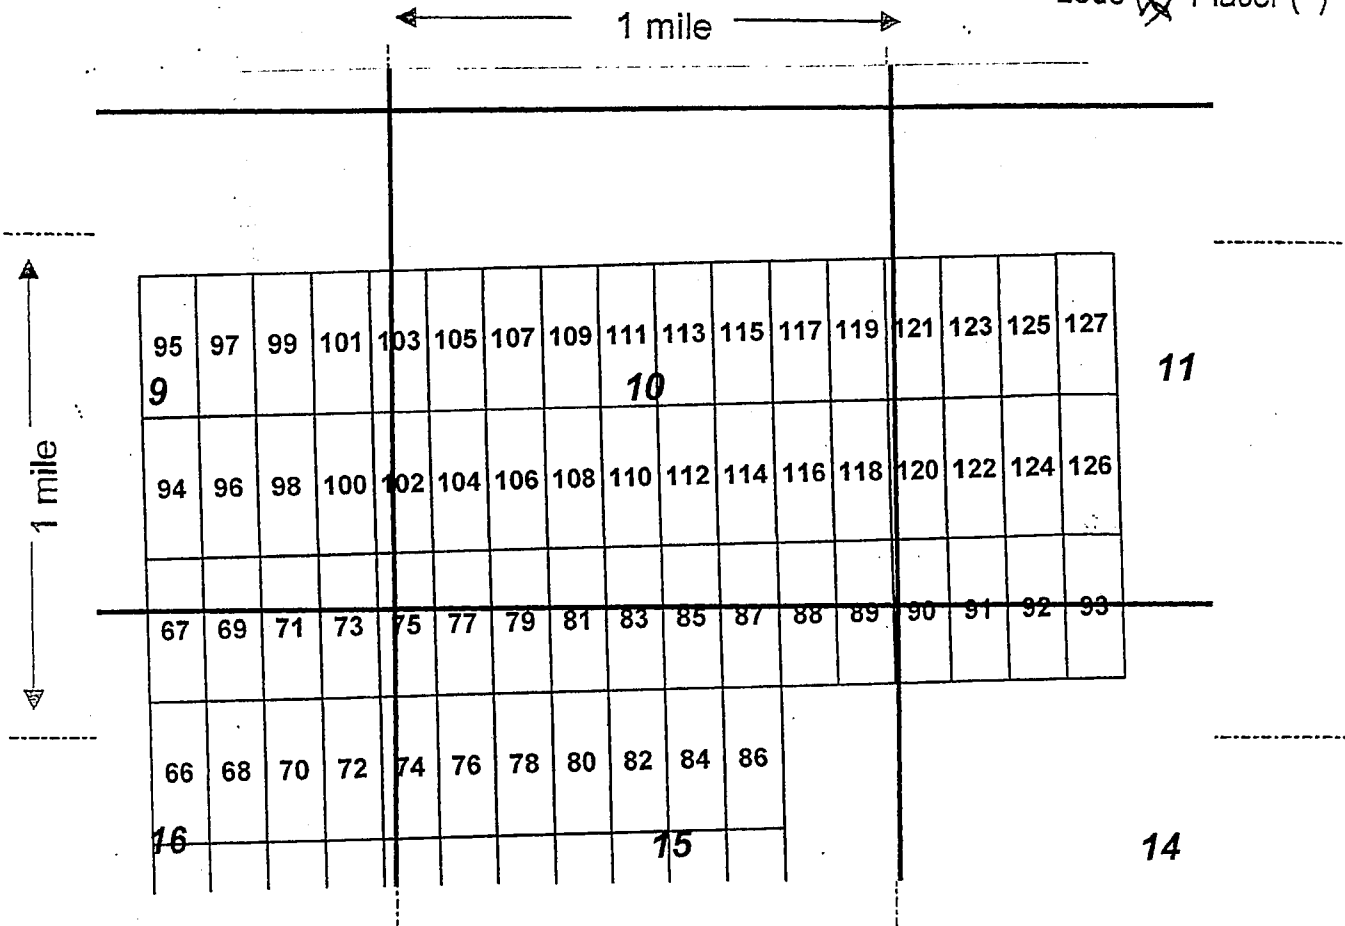 Lode (X) Placer ( )
1 mile
95 97 99 101 103 105 107 109 111 113 115 117 119 121 123 125 127
9 10 11
1 mile
94 96 98 100 102 104 106 108 110 112 114 116 118 120 122 124 126
67 69 71 73 75 77 79 81 83 85 87 88 89 90 91 92 93
66 68 70 72 74 76 78 80 82 84 86
16 15 14